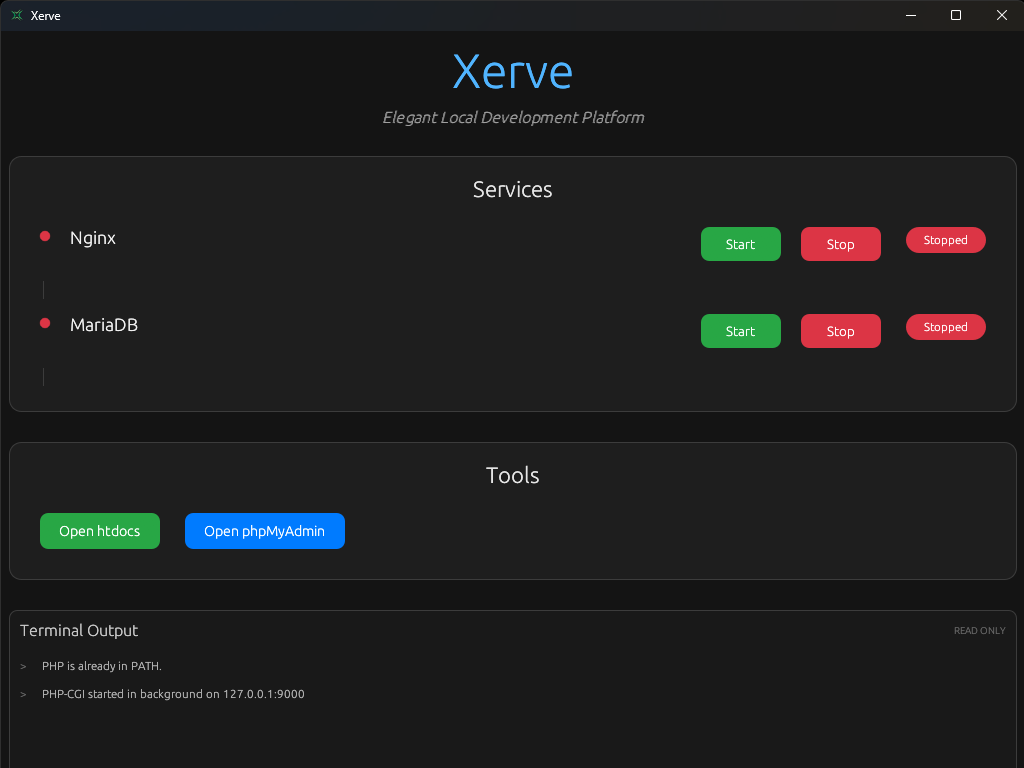 Xerve
Xerve
Elegant Local Development Platform
Services
Nginx
Start
Stop
Stopped
MariaDB
Start
Stop
Stopped
Tools
Open htdocs
Open phpMyAdmin
Terminal Output
READ ONLY
> PHP is already in PATH.
> PHP-CGI started in background on 127.0.0.1:9000